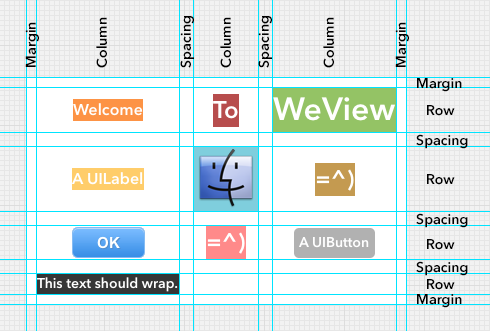 Margin
Column
Spacing
Column
Spacing
Column
Margin
Margin
Welcome
To
WeView
Row
Spacing
A UILabel
=^)
Row
Spacing
OK
=^)
A UIButton
Row
Spacing
This text should wrap.
Row
Margin